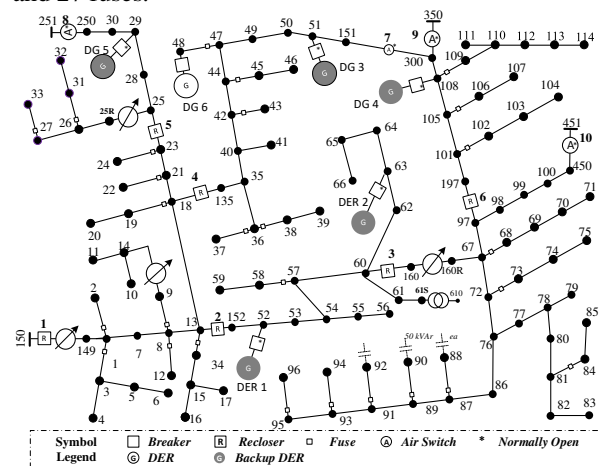 and 27 fuses.
251 8 250 30 29 48 47 49 50 51 151 7 9 350 111 110 112 113 114
32 DG 5 G DG 6 G DG 3 G 300 109
31 28 44 45 46 DG 4 G 108 107
33 25R 25 42 43 105 106 104
26 5 103
27 23 102 451
24 21 40 41 65 64 101 10
22 4 63 66 197 100 450
18 135 35 DER 2 6 99 71
20 19 G 62 97 98 70
37 36 38 39 69
11 14 3 67 68 75
59 58 57 60 160 160R 74
10 9 61 61S 610 72 73
2 56 78 79
1 2 152 52 53 54 55 77
150 149 7 8 13 50 kVAr ea 76 80 85
1 34 G 92 90 88 84
3 12 DER 1 96 94 81
5 6 15 17 86
4 16 95 93 91 89 87 82 83
Symbol Breaker R Recloser Fuse A Air Switch * Normally Open
Legend G DER G Backup DER